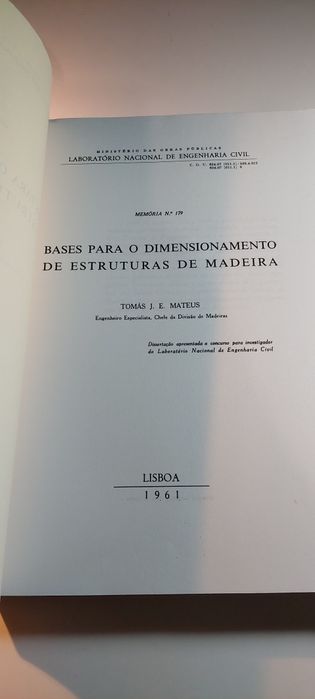 MINISTÉRIO DAS OBRAS PÚBLICAS
LABORATÓRIO NACIONAL DE ENGENHARIA CIVIL
C. D. U.
MEMÓRIA N.º 179
BASES PARA O DIMENSIONAMENTO
DE ESTRUTURAS DE MADEIRA
TOMÁS J. E. MATEUS
Engenheiro Especialista, Chefe da Divisão de Madeiras
Dissertação apresentada a concurso para investigador
do Laboratório Nacional de Engenharia Civil
LISBOA
1961